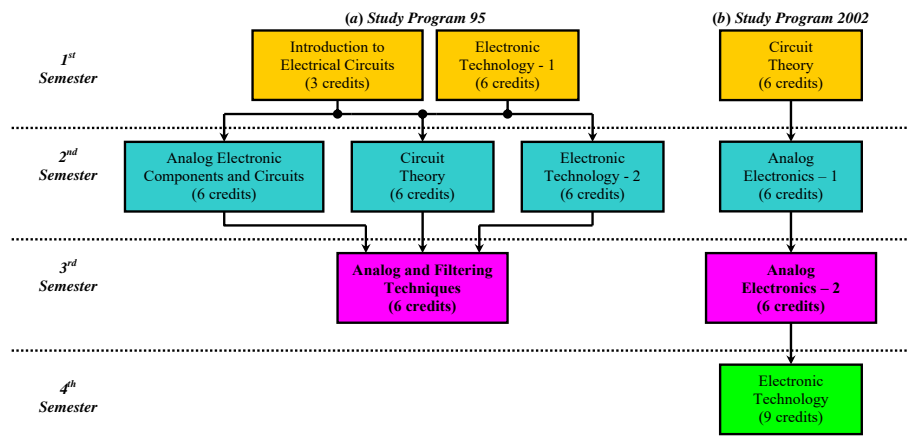 (a) Study Program 95
(b) Study Program 2002
1st
Semester
Introduction to
Electrical Circuits
(3 credits)
Electronic
Technology - 1
(6 credits)
Circuit
Theory
(6 credits)
2nd
Semester
Analog Electronic
Components and Circuits
(6 credits)
Circuit
Theory
(6 credits)
Electronic
Technology - 2
(6 credits)
Analog
Electronics – 1
(6 credits)
3rd
Semester
Analog and Filtering
Techniques
(6 credits)
Analog
Electronics – 2
(6 credits)
4th
Semester
Electronic
Technology
(9 credits)